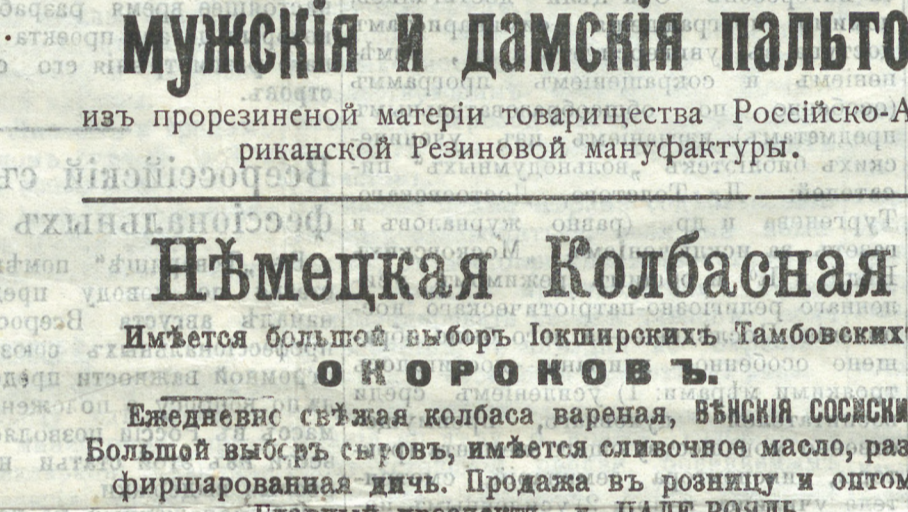 мужскія и дамскія пальто
изъ прорезиненой матеріи товарищества Россійско-А
риканской Резиновой мануфактуры.
Нѣмецкая Колбасная
Имѣется большой выборъ Іокширскихъ Тамбовскихъ
ОКОРОКОВЪ.
Ежедневно свѣжая колбаса вареная, ВѢНСКІЯ СОСИСКИ
Большой выборъ сыровъ, имѣется сливочное масло, раз
фиршарованная дичь. Продажа въ розницу и оптом